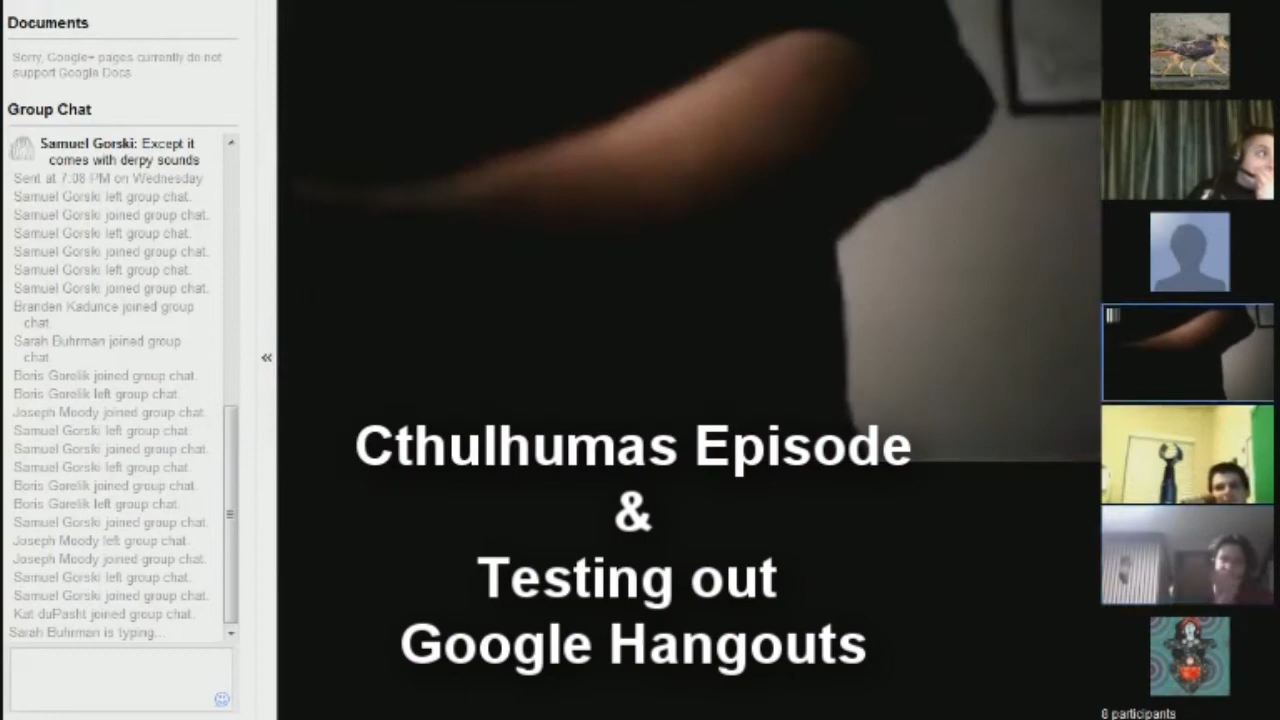 Documents
Sorry, Google+ pages currently do not
support Google Docs
Group Chat
Samuel Gorski: Except it
comes with derpy sounds
Sent at 7:08 PM on Wednesday
Samuel Gorski left group chat.
Samuel Gorski joined group chat.
Samuel Gorski left group chat.
Samuel Gorski joined group chat.
Samuel Gorski left group chat.
Samuel Gorski joined group chat.
Branden Kadunce joined group
chat.
Sarah Buhrman joined group
chat.
Boris Gorelik joined group chat.
Boris Gorelik left group chat.
Joseph Moody joined group chat.
Samuel Gorski left group chat.
Samuel Gorski joined group chat.
Samuel Gorski left group chat.
Boris Gorelik joined group chat.
Boris Gorelik left group chat.
Samuel Gorski joined group chat.
Joseph Moody left group chat.
Joseph Moody joined group chat.
Samuel Gorski left group chat.
Samuel Gorski joined group chat.
Kat duPasht joined group chat.
Sarah Buhrman is typing...
Cthulhumas Episode
&
Testing out
Google Hangouts
participants